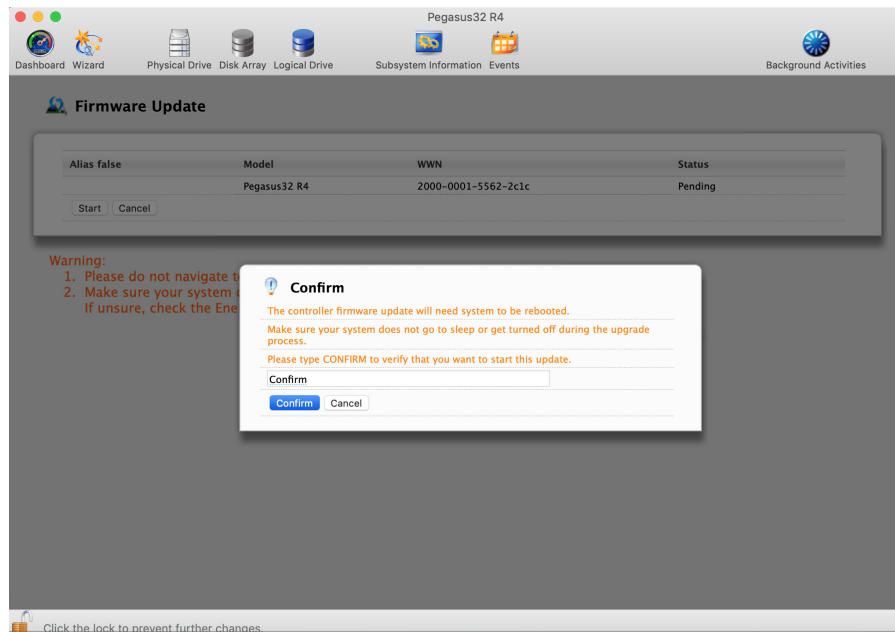 Pegasus32 R4
Dashboard Wizard Physical Drive Disk Array Logical Drive Subsystem Information Events Background Activities
Firmware Update
Alias false Model WWN Status
Pegasus32 R4 2000-0001-5562-2c1c Pending
Start Cancel
Warning:
1. Please do not navigate t
2. Make sure your system
If unsure, check the Ene
Confirm
The controller firmware update will need system to be rebooted.
Make sure your system does not go to sleep or get turned off during the upgrade
process.
Please type CONFIRM to verify that you want to start this update.
Confirm
Confirm Cancel
Click the lock to prevent further changes.